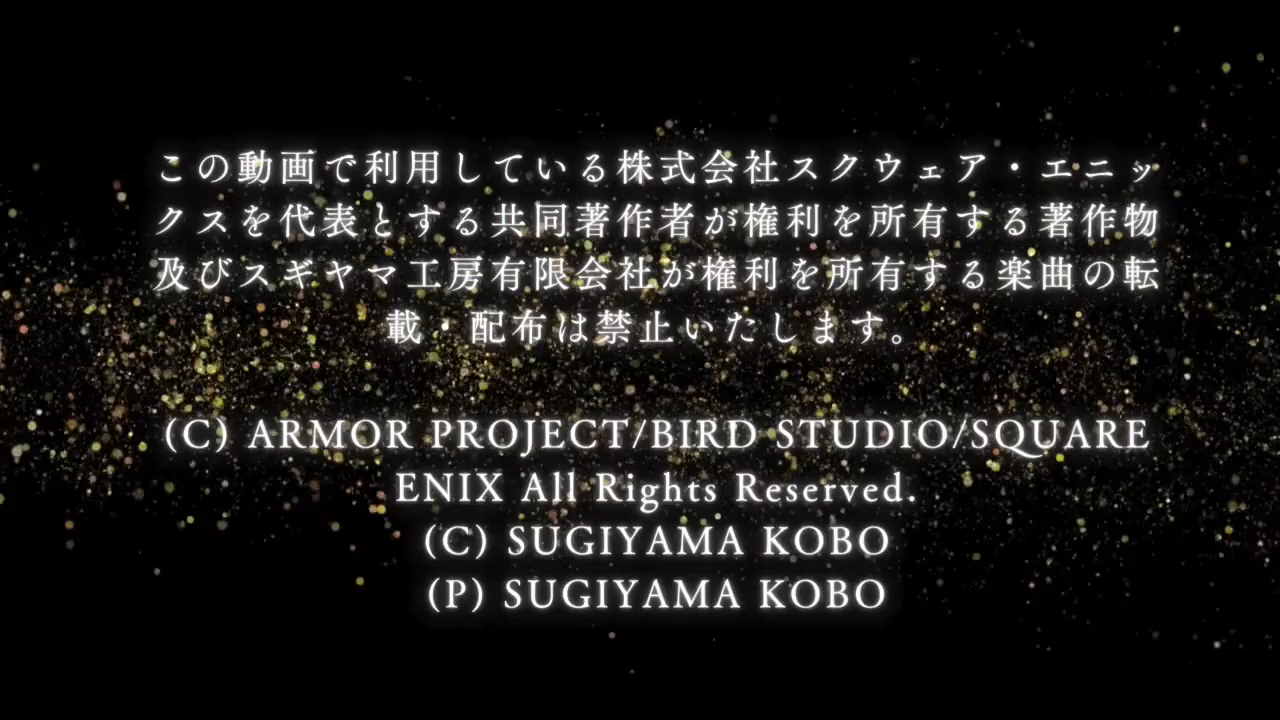 この動画で利用している株式会社スクウェア・エニッ
クスを代表とする共同著作者が権利を所有する著作物
及びスギヤマ工房有限会社が権利を所有する楽曲の転
載・配布は禁止いたします。
(C) ARMOR PROJECT/BIRD STUDIO/SQUARE
ENIX All Rights Reserved.
(C) SUGIYAMA KOBO
(P) SUGIYAMA KOBO